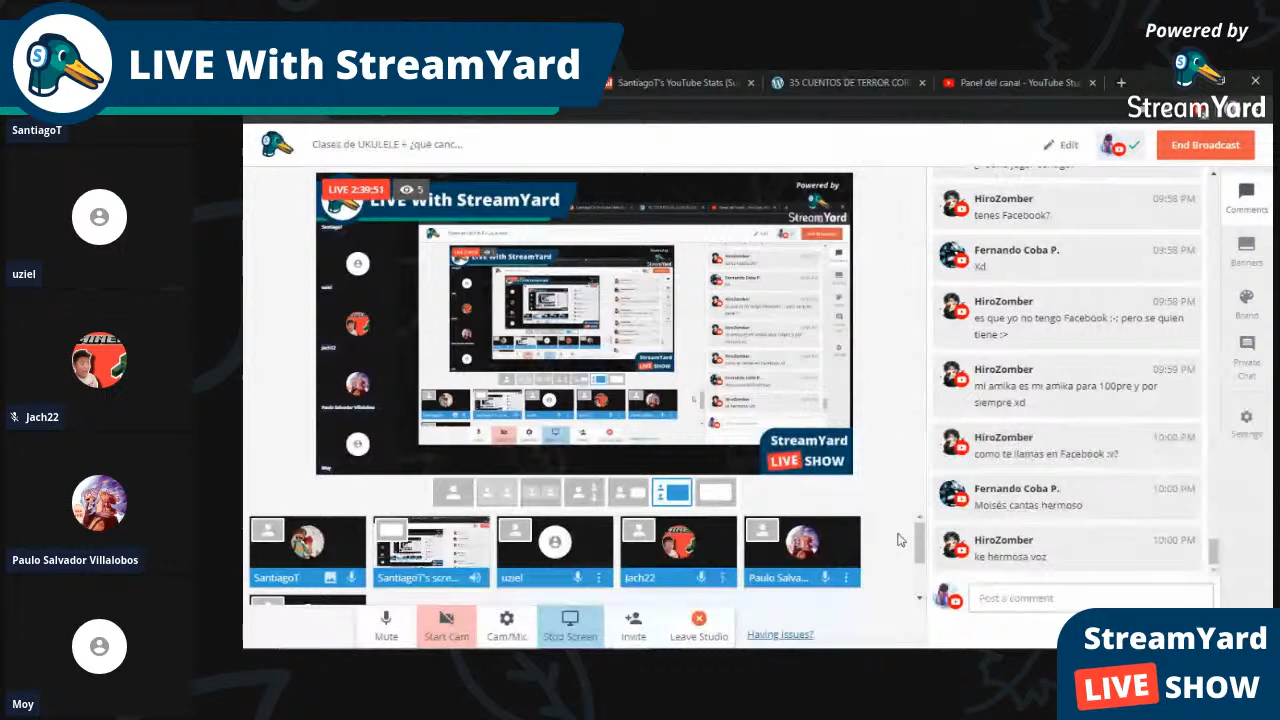 LIVE With StreamYard
Powered by
StreamYard
SantiagoT's YouTube Stats (Su
35 CUENTOS DE TERROR COR
Panel del canal - YouTube Stu
SantiagoT
uziel
Jach22
Paulo Salvador Villalobos
Moy
Clases de UKULELE + ¿qué canc...
Edit
End Broadcast
LIVE 2:39:51
5
LIVE With StreamYard
Powered by
StreamYard
StreamYard
LIVE SHOW
HiroZomber 09:58 PM
tenes Facebook?
Fernando Coba P. 09:58 PM
Xd
HiroZomber 09:58 PM
es que yo no tengo Facebook :-: pero se quien
tiene :>
HiroZomber 09:59 PM
mi amika es mi amika para 100pre y por
siempre xd
HiroZomber 10:00 PM
como te llamas en Facebook :v?
Fernando Coba P. 10:00 PM
Moisés cantas hermoso
HiroZomber 10:00 PM
ke hermosa voz
Post a comment
Comments
Banners
Brand
Private
Chat
Settings
SantiagoT
SantiagoT's scre...
uziel
Jach22
Paulo Salva...
Mute
Start Cam
Cam/Mic
Stop Screen
Invite
Leave Studio
Having issues?
StreamYard
LIVE SHOW